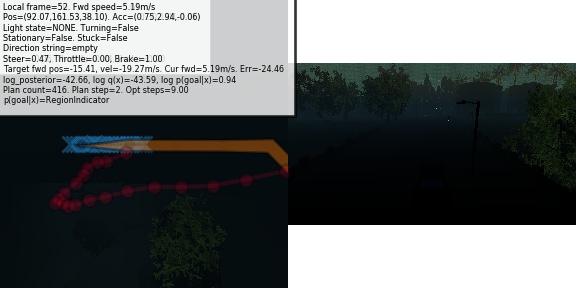 Local frame=52. Fwd speed=5.19m/s
Pos=(92.07,161.53,38.10). Acc=(0.75,2.94,-0.06)
Light state=NONE. Turning=False
Stationary=False. Stuck=False
Direction string=empty
Steer=0.47, Throttle=0.00, Brake=1.00
Target fwd pos=-15.41, vel=-19.27m/s. Cur fwd=5.19m/s. Err=-24.46
log_posterior=-42.66, log q(x)=-43.59, log p(goal|x)=0.94
Plan count=416. Plan step=2. Opt steps=9.00
p(goal|x)=RegionIndicator